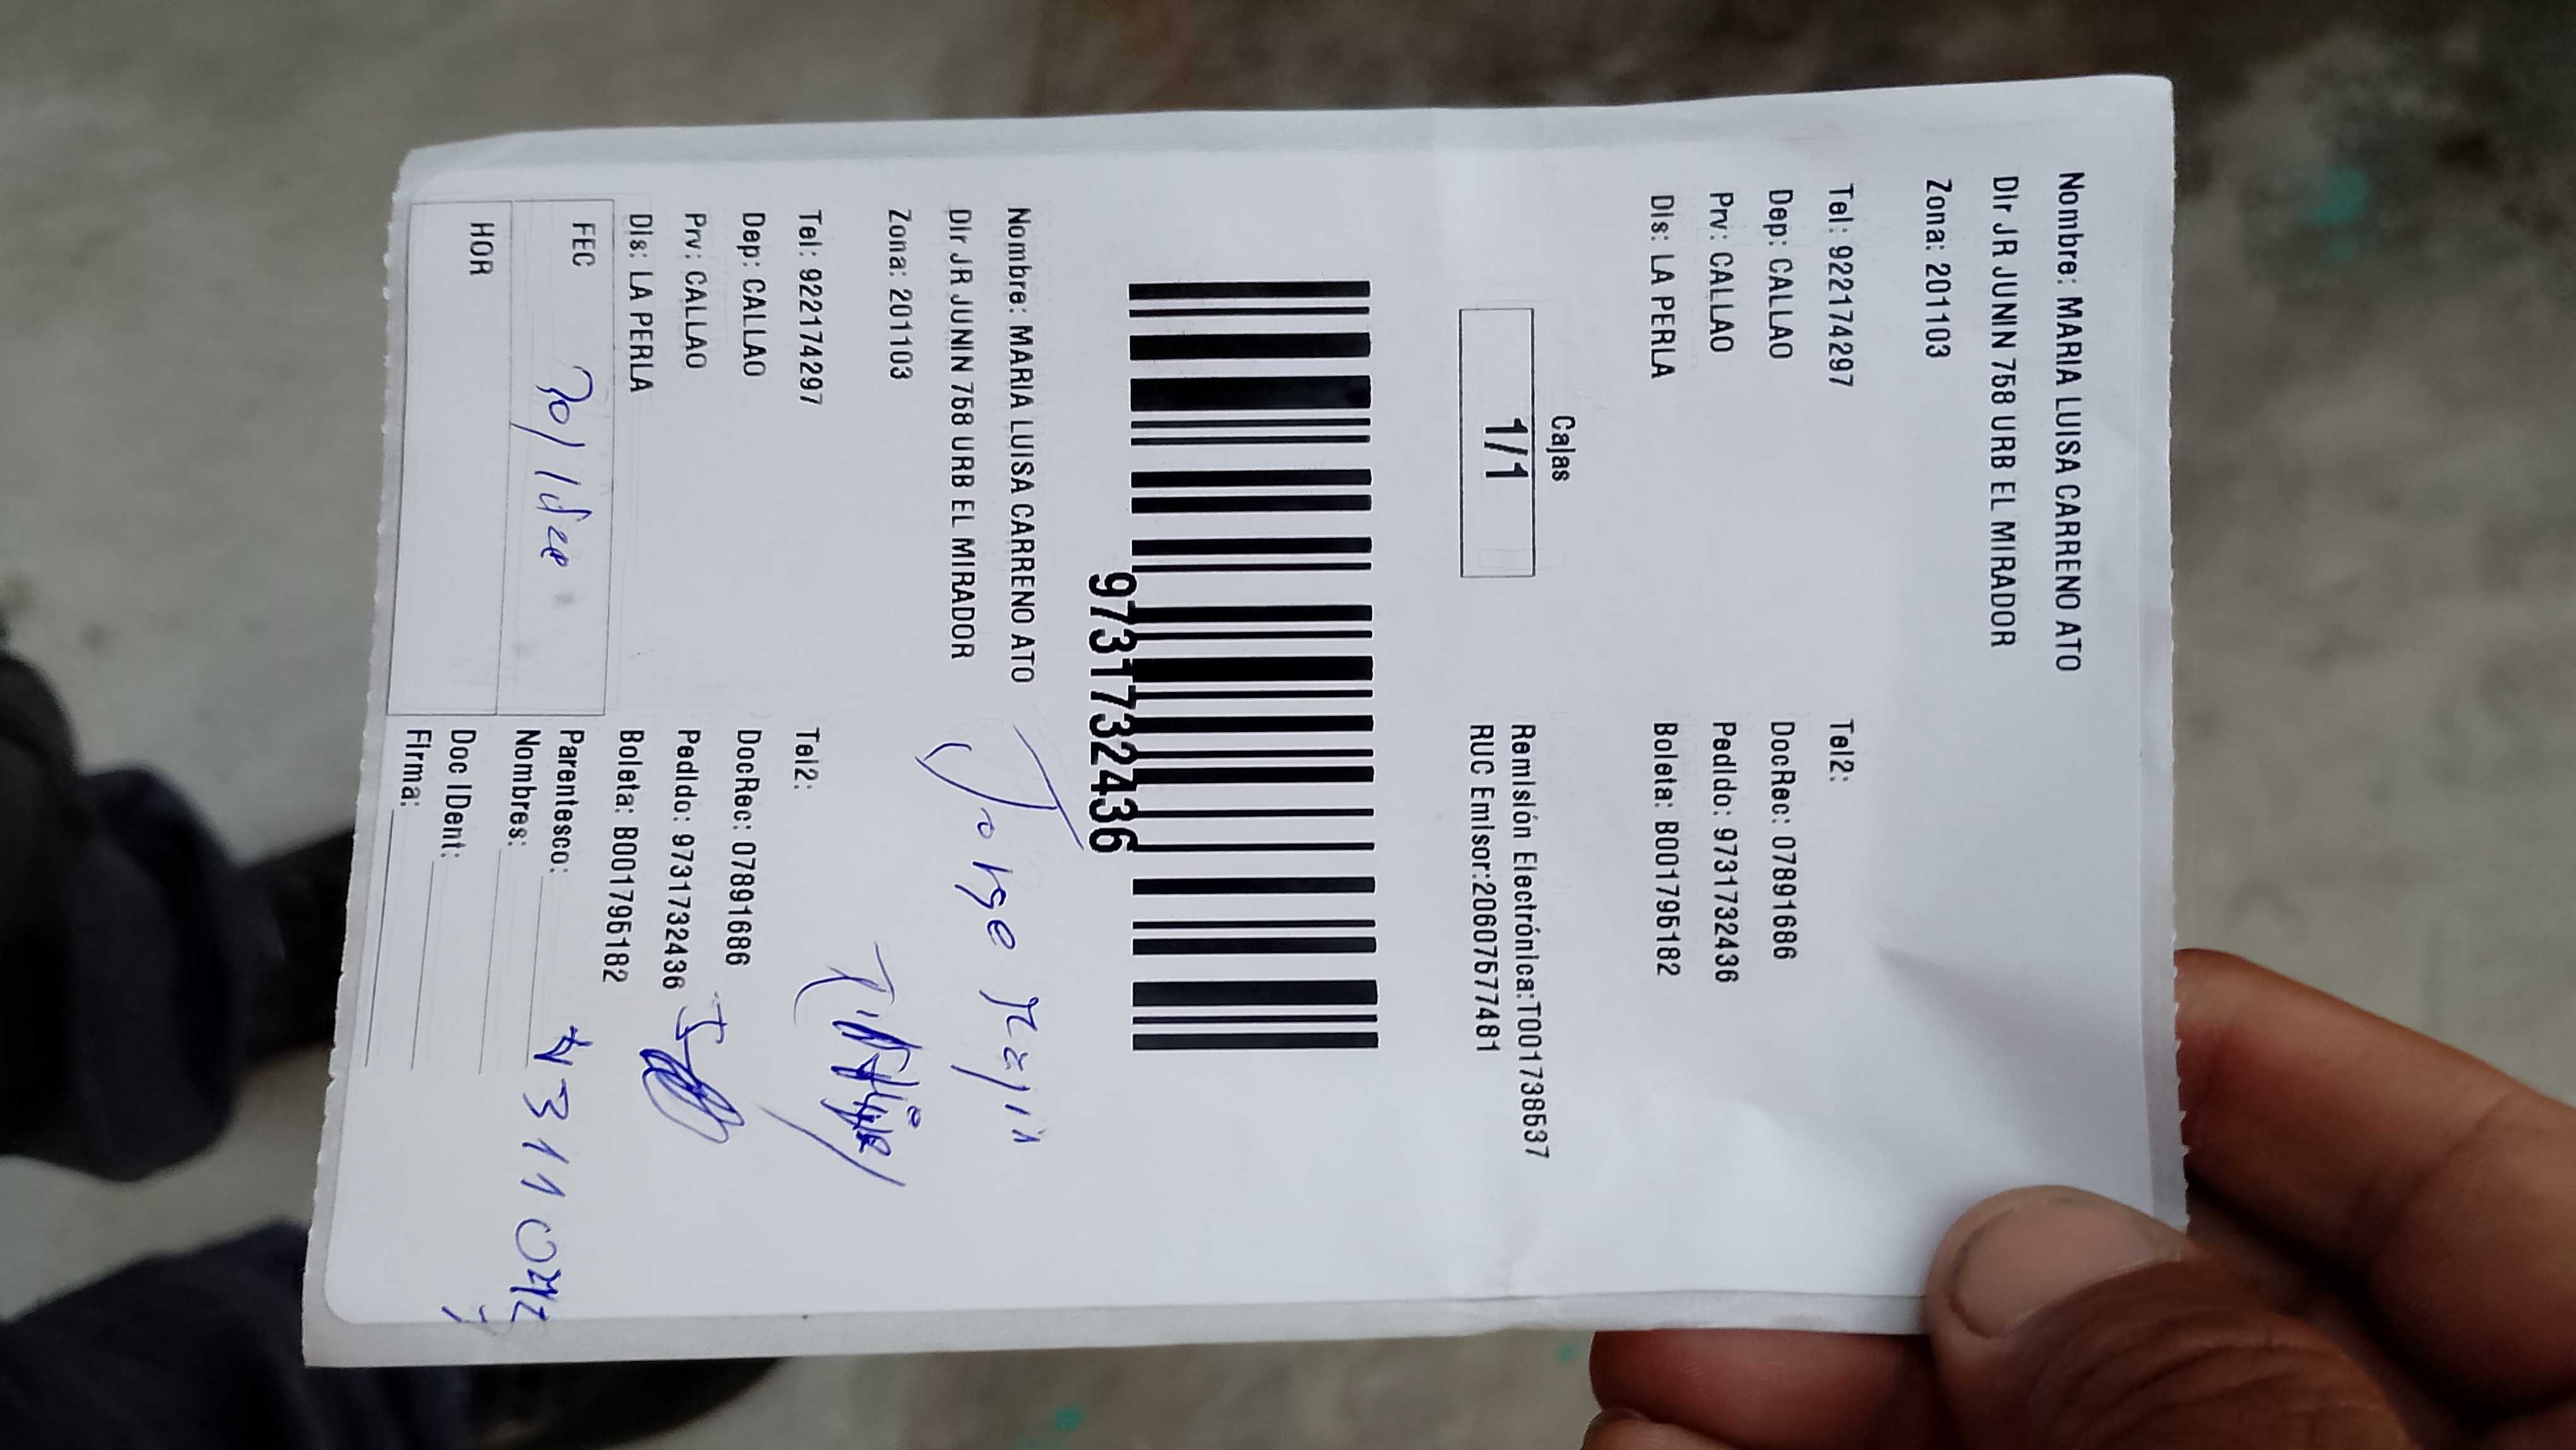 Nombre: MARIA LUISA CARRENO ATO
Dir JR JUNIN 758 URB EL MIRADOR
Zona: 201103
Tel: 922174297 Tel2:
Dep: CALLAO DocRec: 07891686
Prv: CALLAO Pedido: 9731732436
Dis: LA PERLA Boleta: B001795182
Cajas
1/1
Remisión Electrónica:T001738537
RUC Emisor:20607577481
9731732436
Nombre: MARIA LUISA CARRENO ATO
Dir JR JUNIN 758 URB EL MIRADOR
Jorge
Zona: 201103
Tel: 922174297 Tel2:
Dep: CALLAO DocRec: 07891686
Prv: CALLAO Pedido: 9731732436
Dis: LA PERLA Boleta: B001795182
FEC
Parentesco:
Nombres:
HOR
Doc IDent:
Firma: